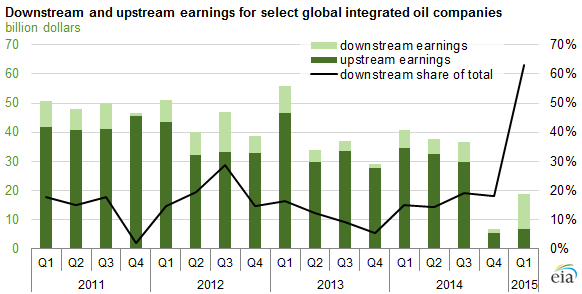 Downstream and upstream earnings for select global integrated oil companies
billion dollars
70 70%
downstream earnings
60 60%
upstream earnings
downstream share of total
50 50%
40 40%
30 30%
20 20%
10 10%
0 0%
Q1 Q2 Q3 Q4 Q1 Q2 Q3 Q4 Q1 Q2 Q3 Q4 Q1 Q2 Q3 Q4 Q1
2011 2012 2013 2014 2015
eia